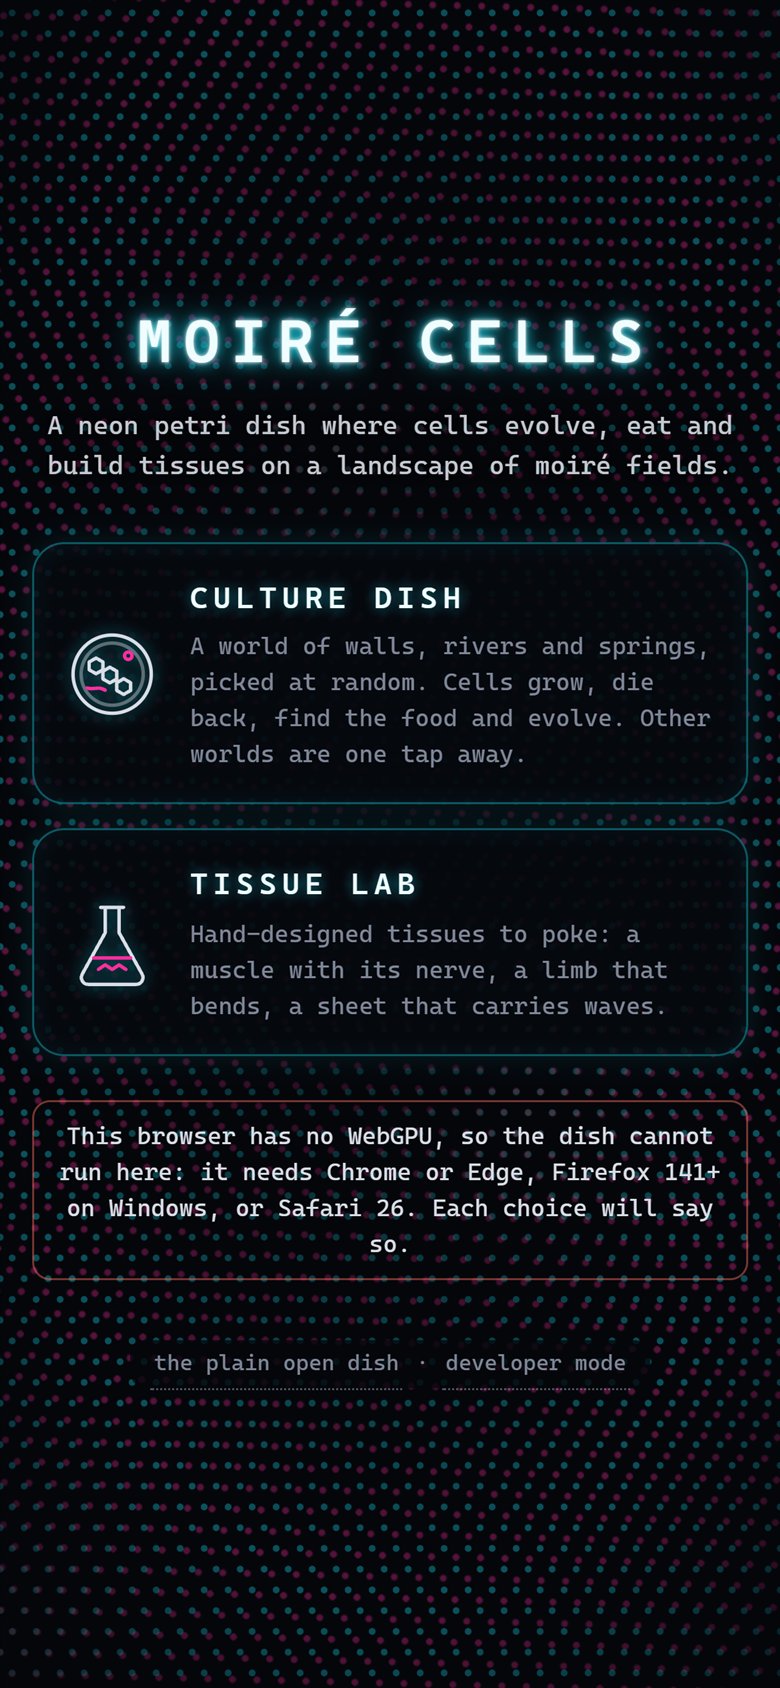 MOIRÉ CELLS
A neon petri dish where cells evolve, eat and
build tissues on a landscape of moiré fields.
CULTURE DISH
A world of walls, rivers and springs,
picked at random. Cells grow, die
back, find the food and evolve. Other
worlds are one tap away.
TISSUE LAB
Hand-designed tissues to poke: a
muscle with its nerve, a limb that
bends, a sheet that carries waves.
This browser has no WebGPU, so the dish cannot
run here: it needs Chrome or Edge, Firefox 141+
on Windows, or Safari 26. Each choice will say
so.
the plain open dish · developer mode